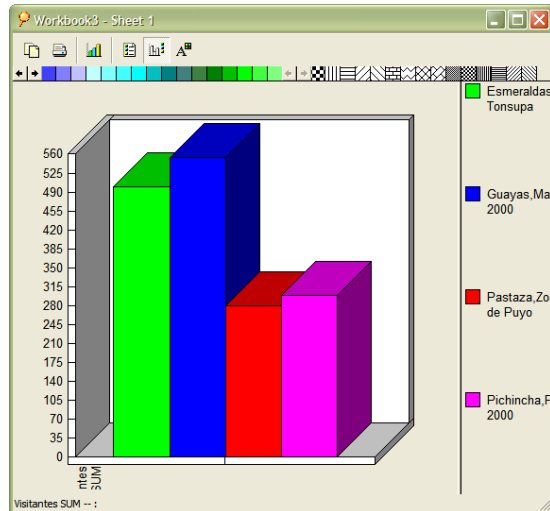 Workbook3 - Sheet 1
Esmeraldas
Tonsupa
Guayas,Ma
2000
Pastaza,Zo
de Puyo
Pichincha,F
2000
560
525
490
455
420
385
350
315
280
245
210
175
140
105
70
35
0
ntes
SUM
Visitantes SUM -- :